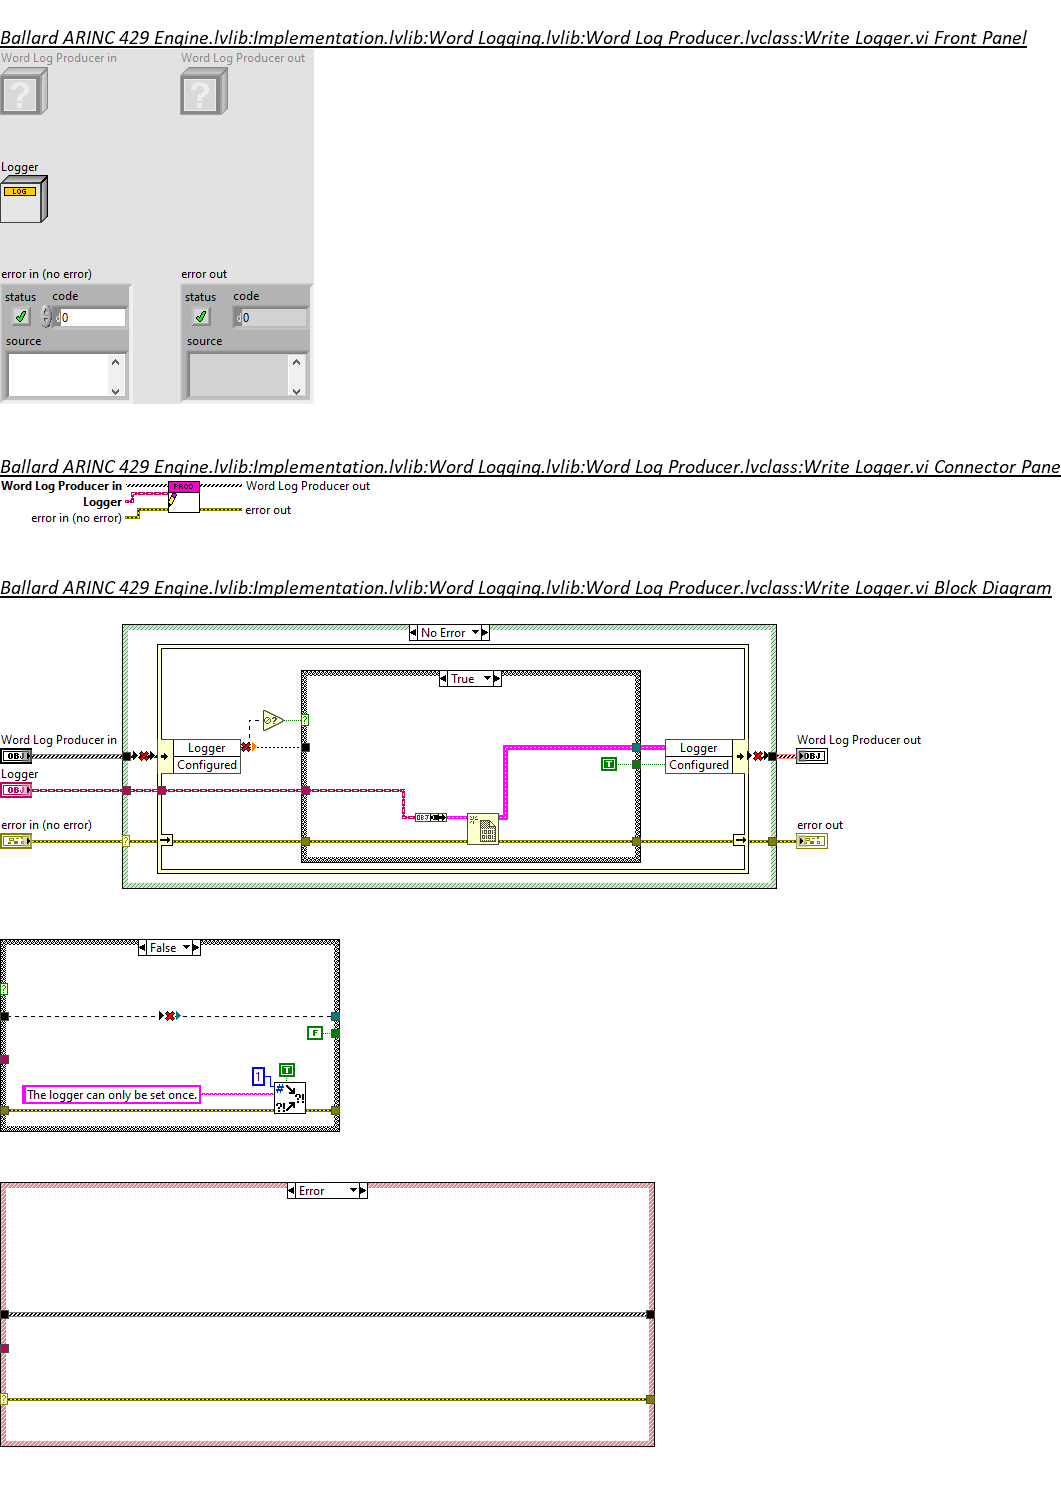 Ballard ARINC 429 Engine.lvlib:Implementation.lvlib:Word Logging.lvlib:Word Log Producer.lvclass:Write Logger.vi Front Panel
Word Log Producer in
Word Log Producer out
?
?
Logger
LOG
error in (no error)
error out
status
code
status
code
d0
d0
source
source
Ballard ARINC 429 Engine.lvlib:Implementation.lvlib:Word Logging.lvlib:Word Log Producer.lvclass:Write Logger.vi Connector Pane
Word Log Producer in
PROD
Word Log Producer out
Logger
error in (no error)
error out
Ballard ARINC 429 Engine.lvlib:Implementation.lvlib:Word Logging.lvlib:Word Log Producer.lvclass:Write Logger.vi Block Diagram
No Error
True
?
?
Word Log Producer in
Logger
Logger
Word Log Producer out
OBJ
Configured
T
Configured
OBJ
Logger
OBJ
OBJ
error in (no error)
error out
?
False
?
F
T
1
The logger can only be set once.
#
?!
?!
Error
?